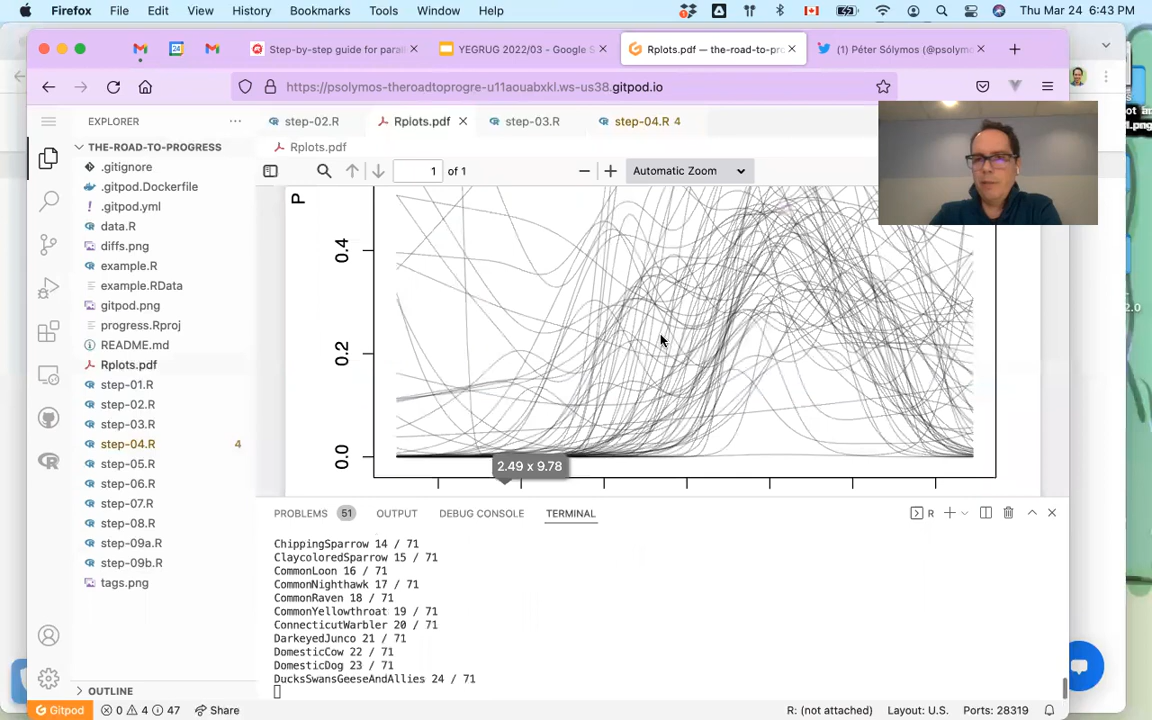 Firefox File Edit View History Bookmarks Tools Window Help Thu Mar 24 6:43 PM
Step-by-step guide for paral YEGRUG 2022/03 - Google S Rplots.pdf — the-road-to-pro (1) Péter Sólymos (@psolym
https://psolymos-theroadtoprogre-u11aouabxkl.ws-us38.gitpod.io
EXPLORER step-02.R Rplots.pdf step-03.R step-04.R 4
THE-ROAD-TO-PROGRESS Rplots.pdf
1 of 1 Automatic Zoom
.gitignore
.gitpod.Dockerfile
.gitpod.yml
data.R
diffs.png
example.R
example.RData
gitpod.png
progress.Rproj
README.md
Rplots.pdf
step-01.R
step-02.R
step-03.R
step-04.R 4
step-05.R
step-06.R
step-07.R
step-08.R
step-09a.R
step-09b.R
tags.png
OUTLINE
P
0.4
0.2
0.0
2.49 x 9.78
PROBLEMS 51 OUTPUT DEBUG CONSOLE TERMINAL R
ChippingSparrow 14 / 71
ClaycoloredSparrow 15 / 71
CommonLoon 16 / 71
CommonNighthawk 17 / 71
CommonRaven 18 / 71
CommonYellowthroat 19 / 71
ConnecticutWarbler 20 / 71
DarkeyedJunco 21 / 71
DomesticCow 22 / 71
DomesticDog 23 / 71
DucksSwansGeeseAndAllies 24 / 71
Gitpod 0 4 47 Share R: (not attached) Layout: U.S. Ports: 28319